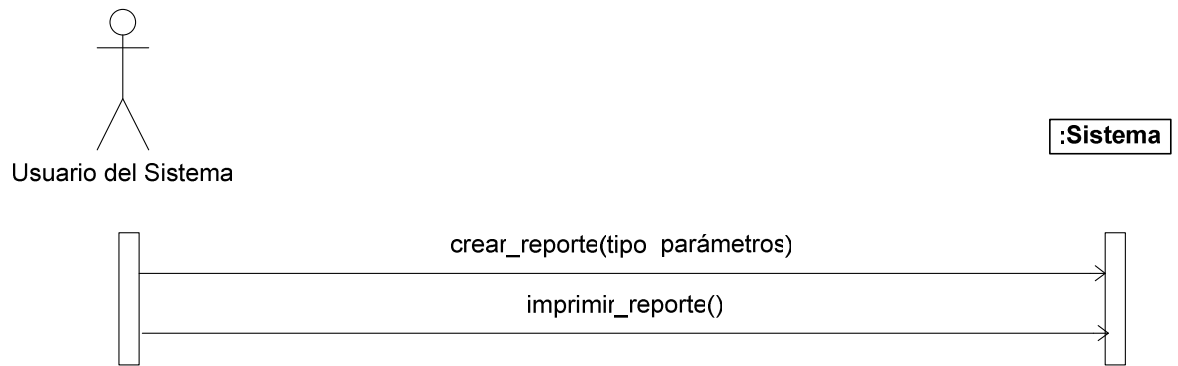 :Sistema
Usuario del Sistema
crear_reporte(tipo parámetros)
imprimir_reporte()